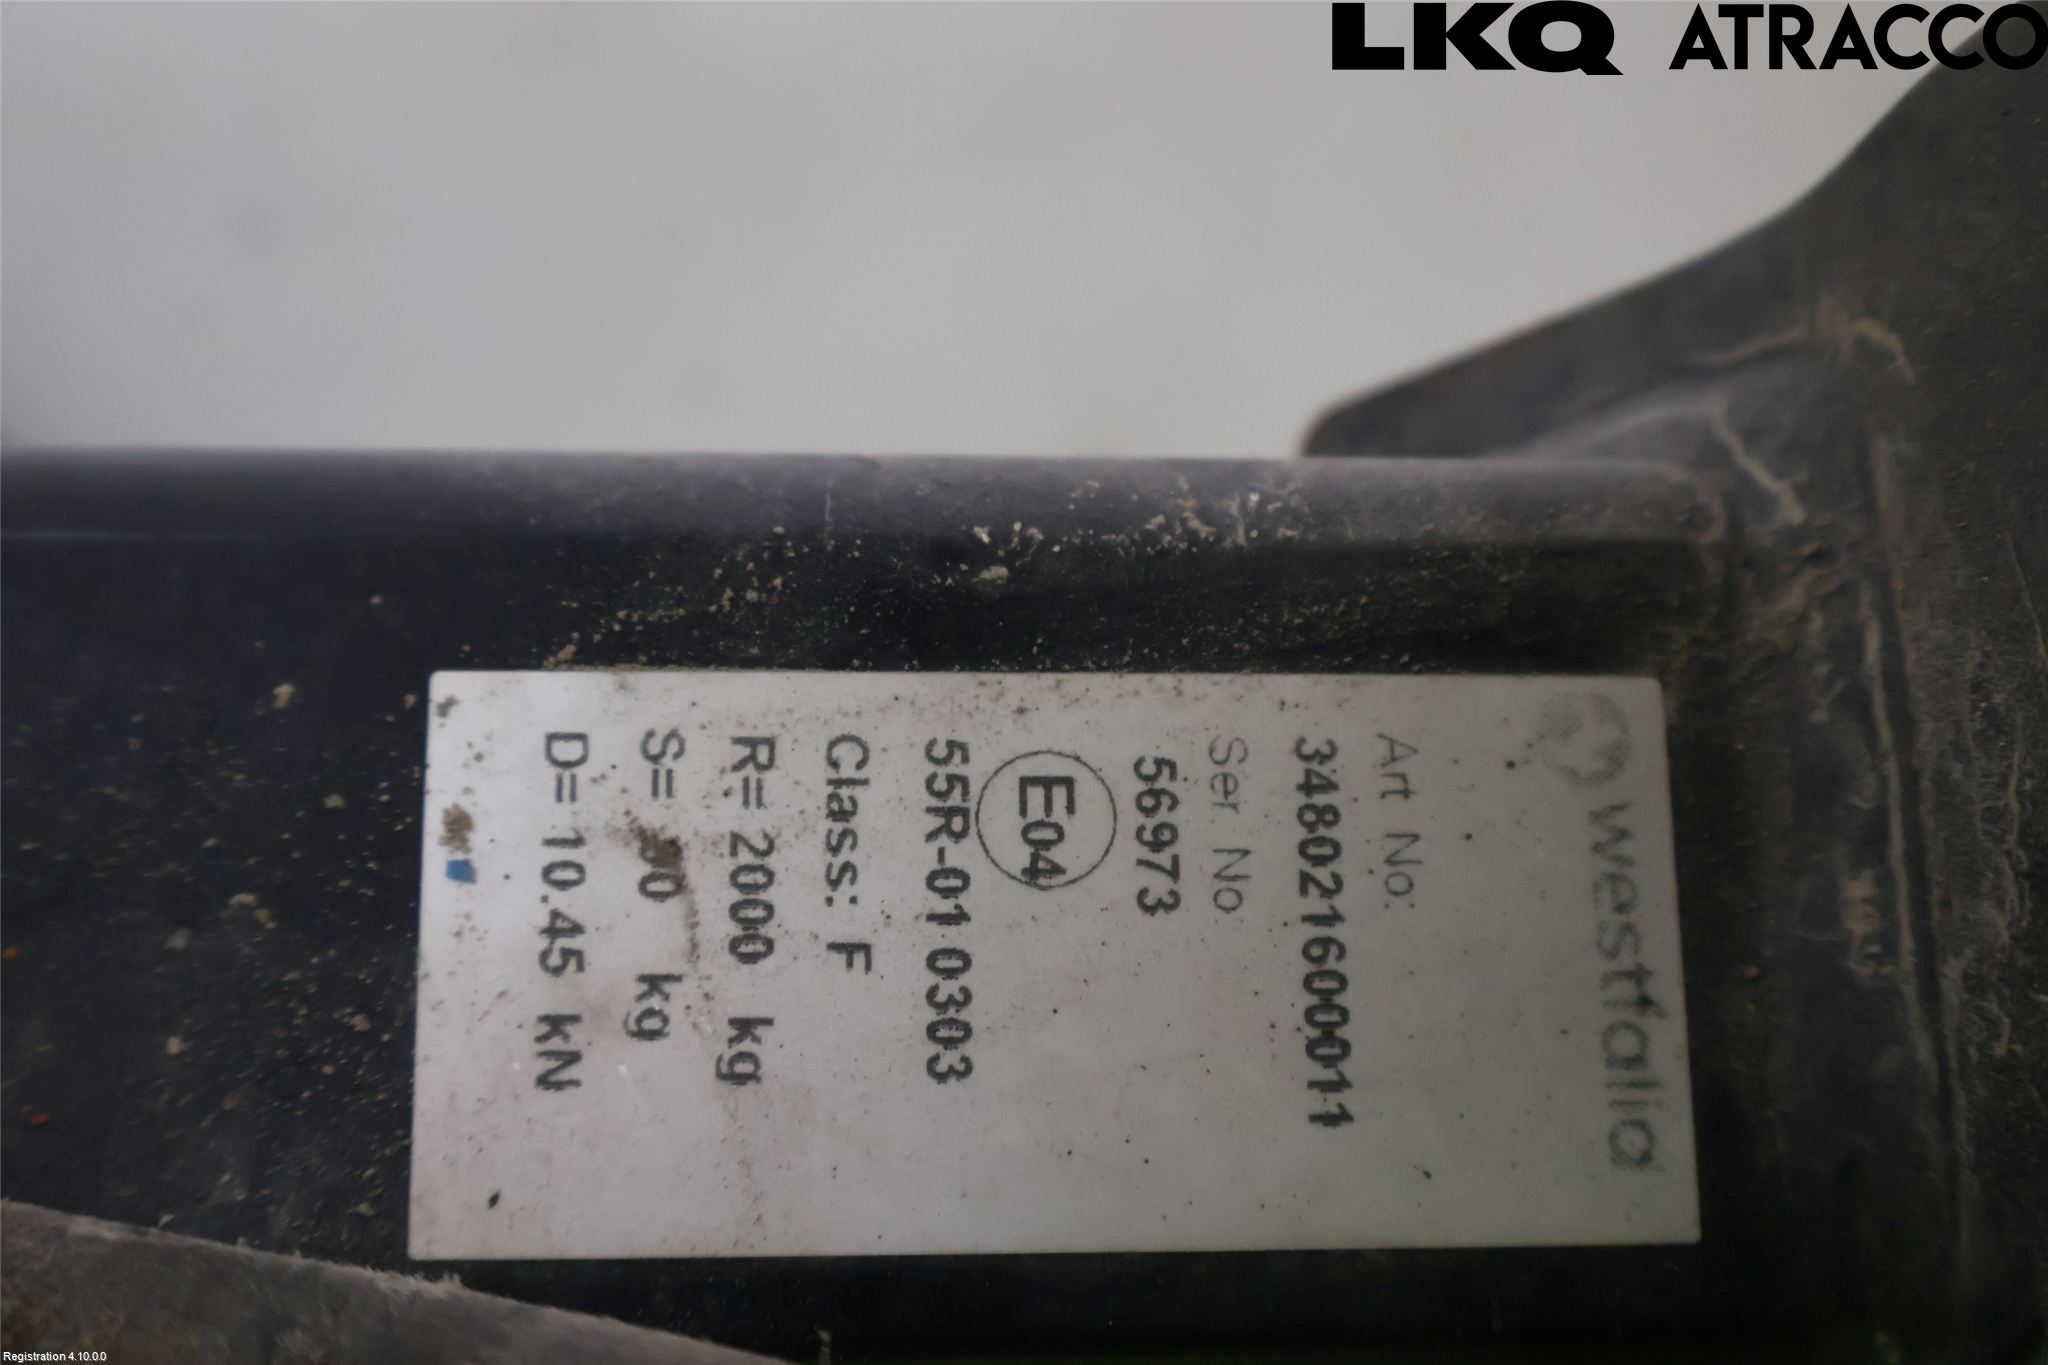 LKQ ATRACCO
westfalia
Art No:
348021600011
Ser No:
56973
E04
55R-01 0303
Class: F
R= 2000 kg
S= kg
D= 10.45 kN
Registration 4.10.0.0